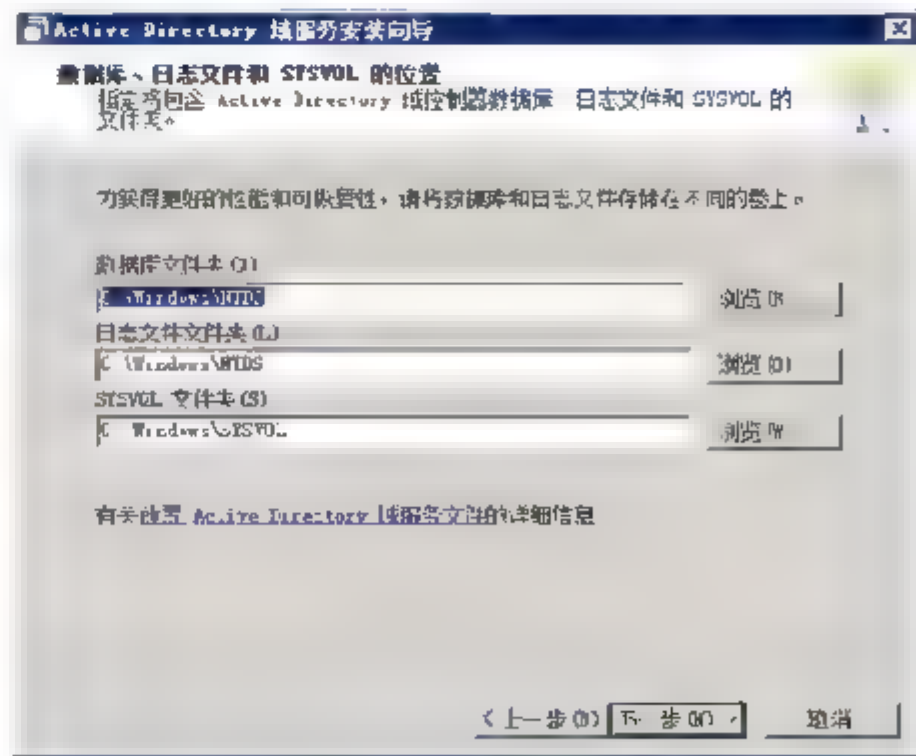 Active Directory 域服务安装向导
数据库、日志文件和 SYSVOL 的位置
指定将包含 Active Directory 域控制器数据库、日志文件和 SYSVOL 的
文件夹。
为获得更好的性能和可恢复性，请将数据库和日志文件存储在不同的卷上。
数据库文件夹(D)
C:\Windows\NTDS
浏览(R)
日志文件文件夹(L)
C:\Windows\NTDS
浏览(O)
SYSVOL 文件夹(S)
C:\Windows\SYSVOL
浏览(W)
有关放置 Active Directory 域服务文件的详细信息
<上一步(B)
下一步(N) >
取消